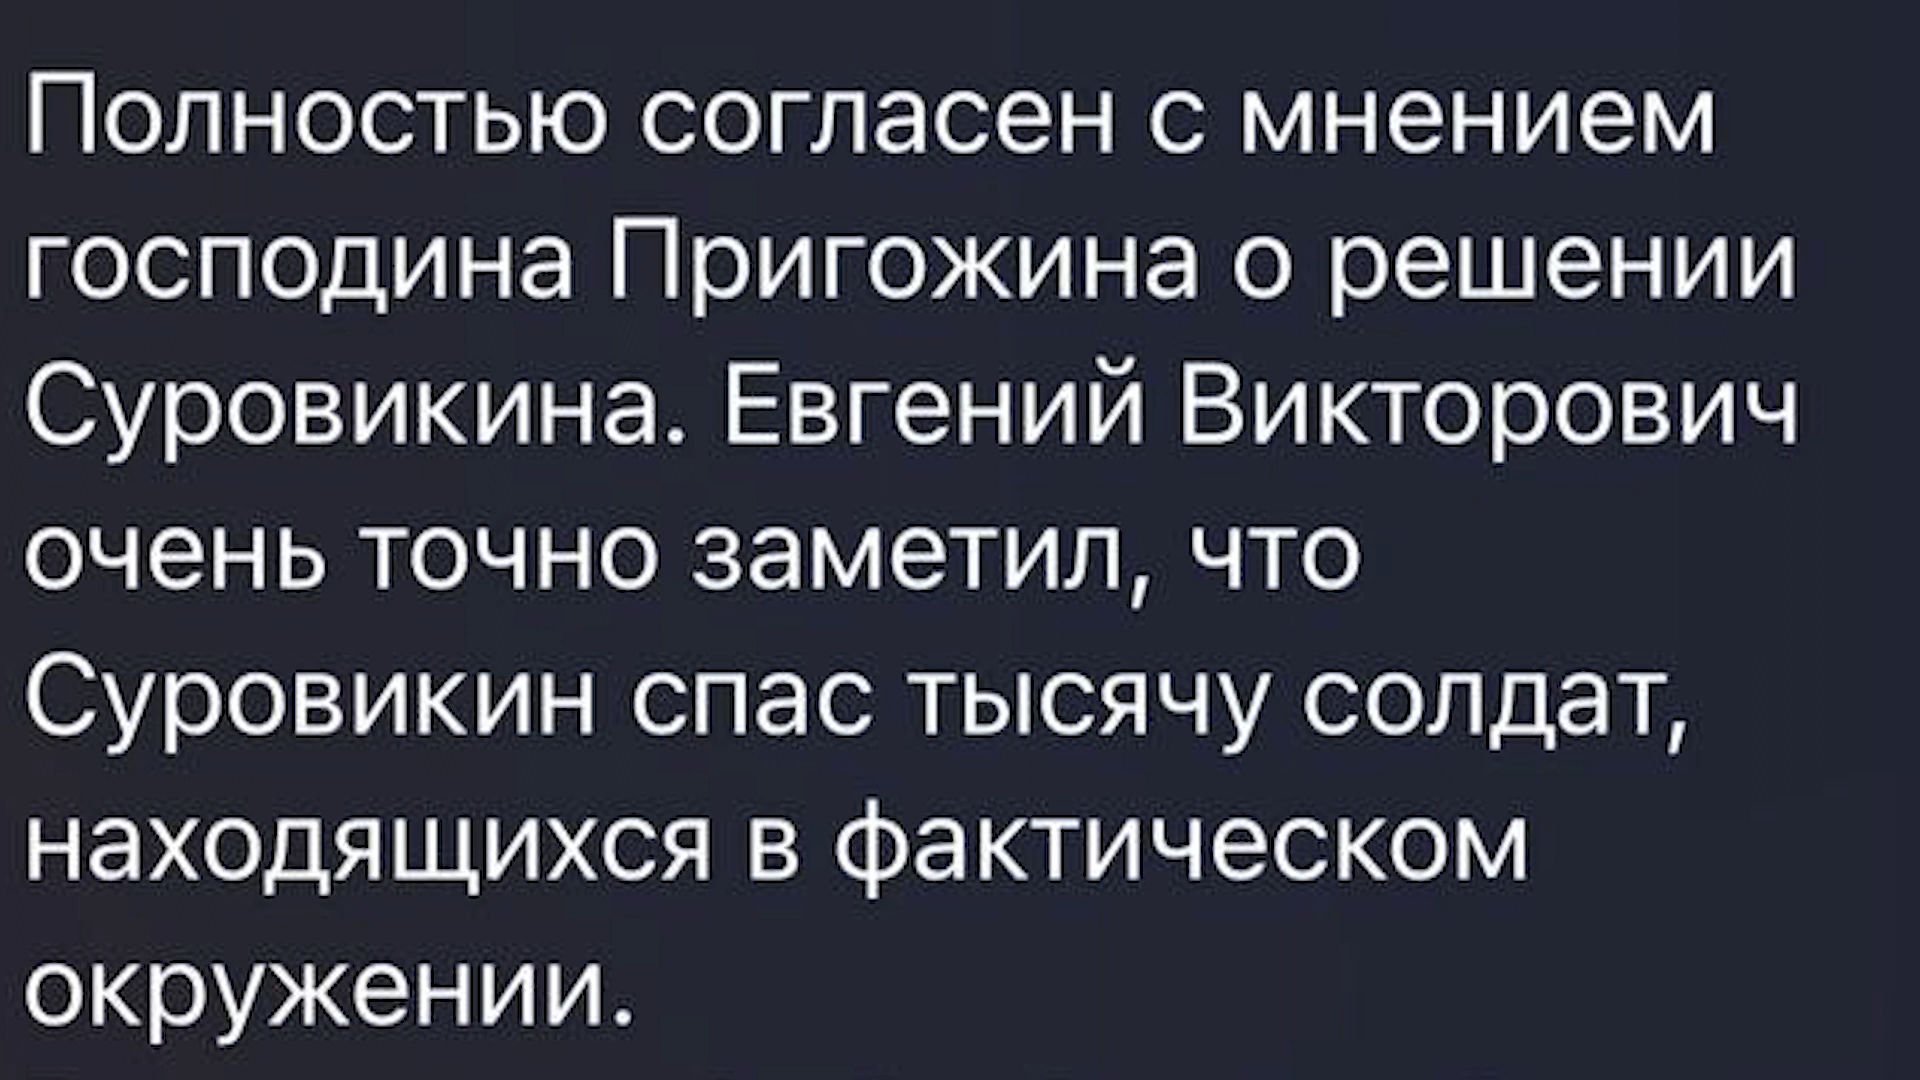 Полностью согласен с мнением
господина Пригожина о решении
Суровикина. Евгений Викторович
очень точно заметил, что
Суровикин спас тысячу солдат,
находящихся в фактическом
окружении.